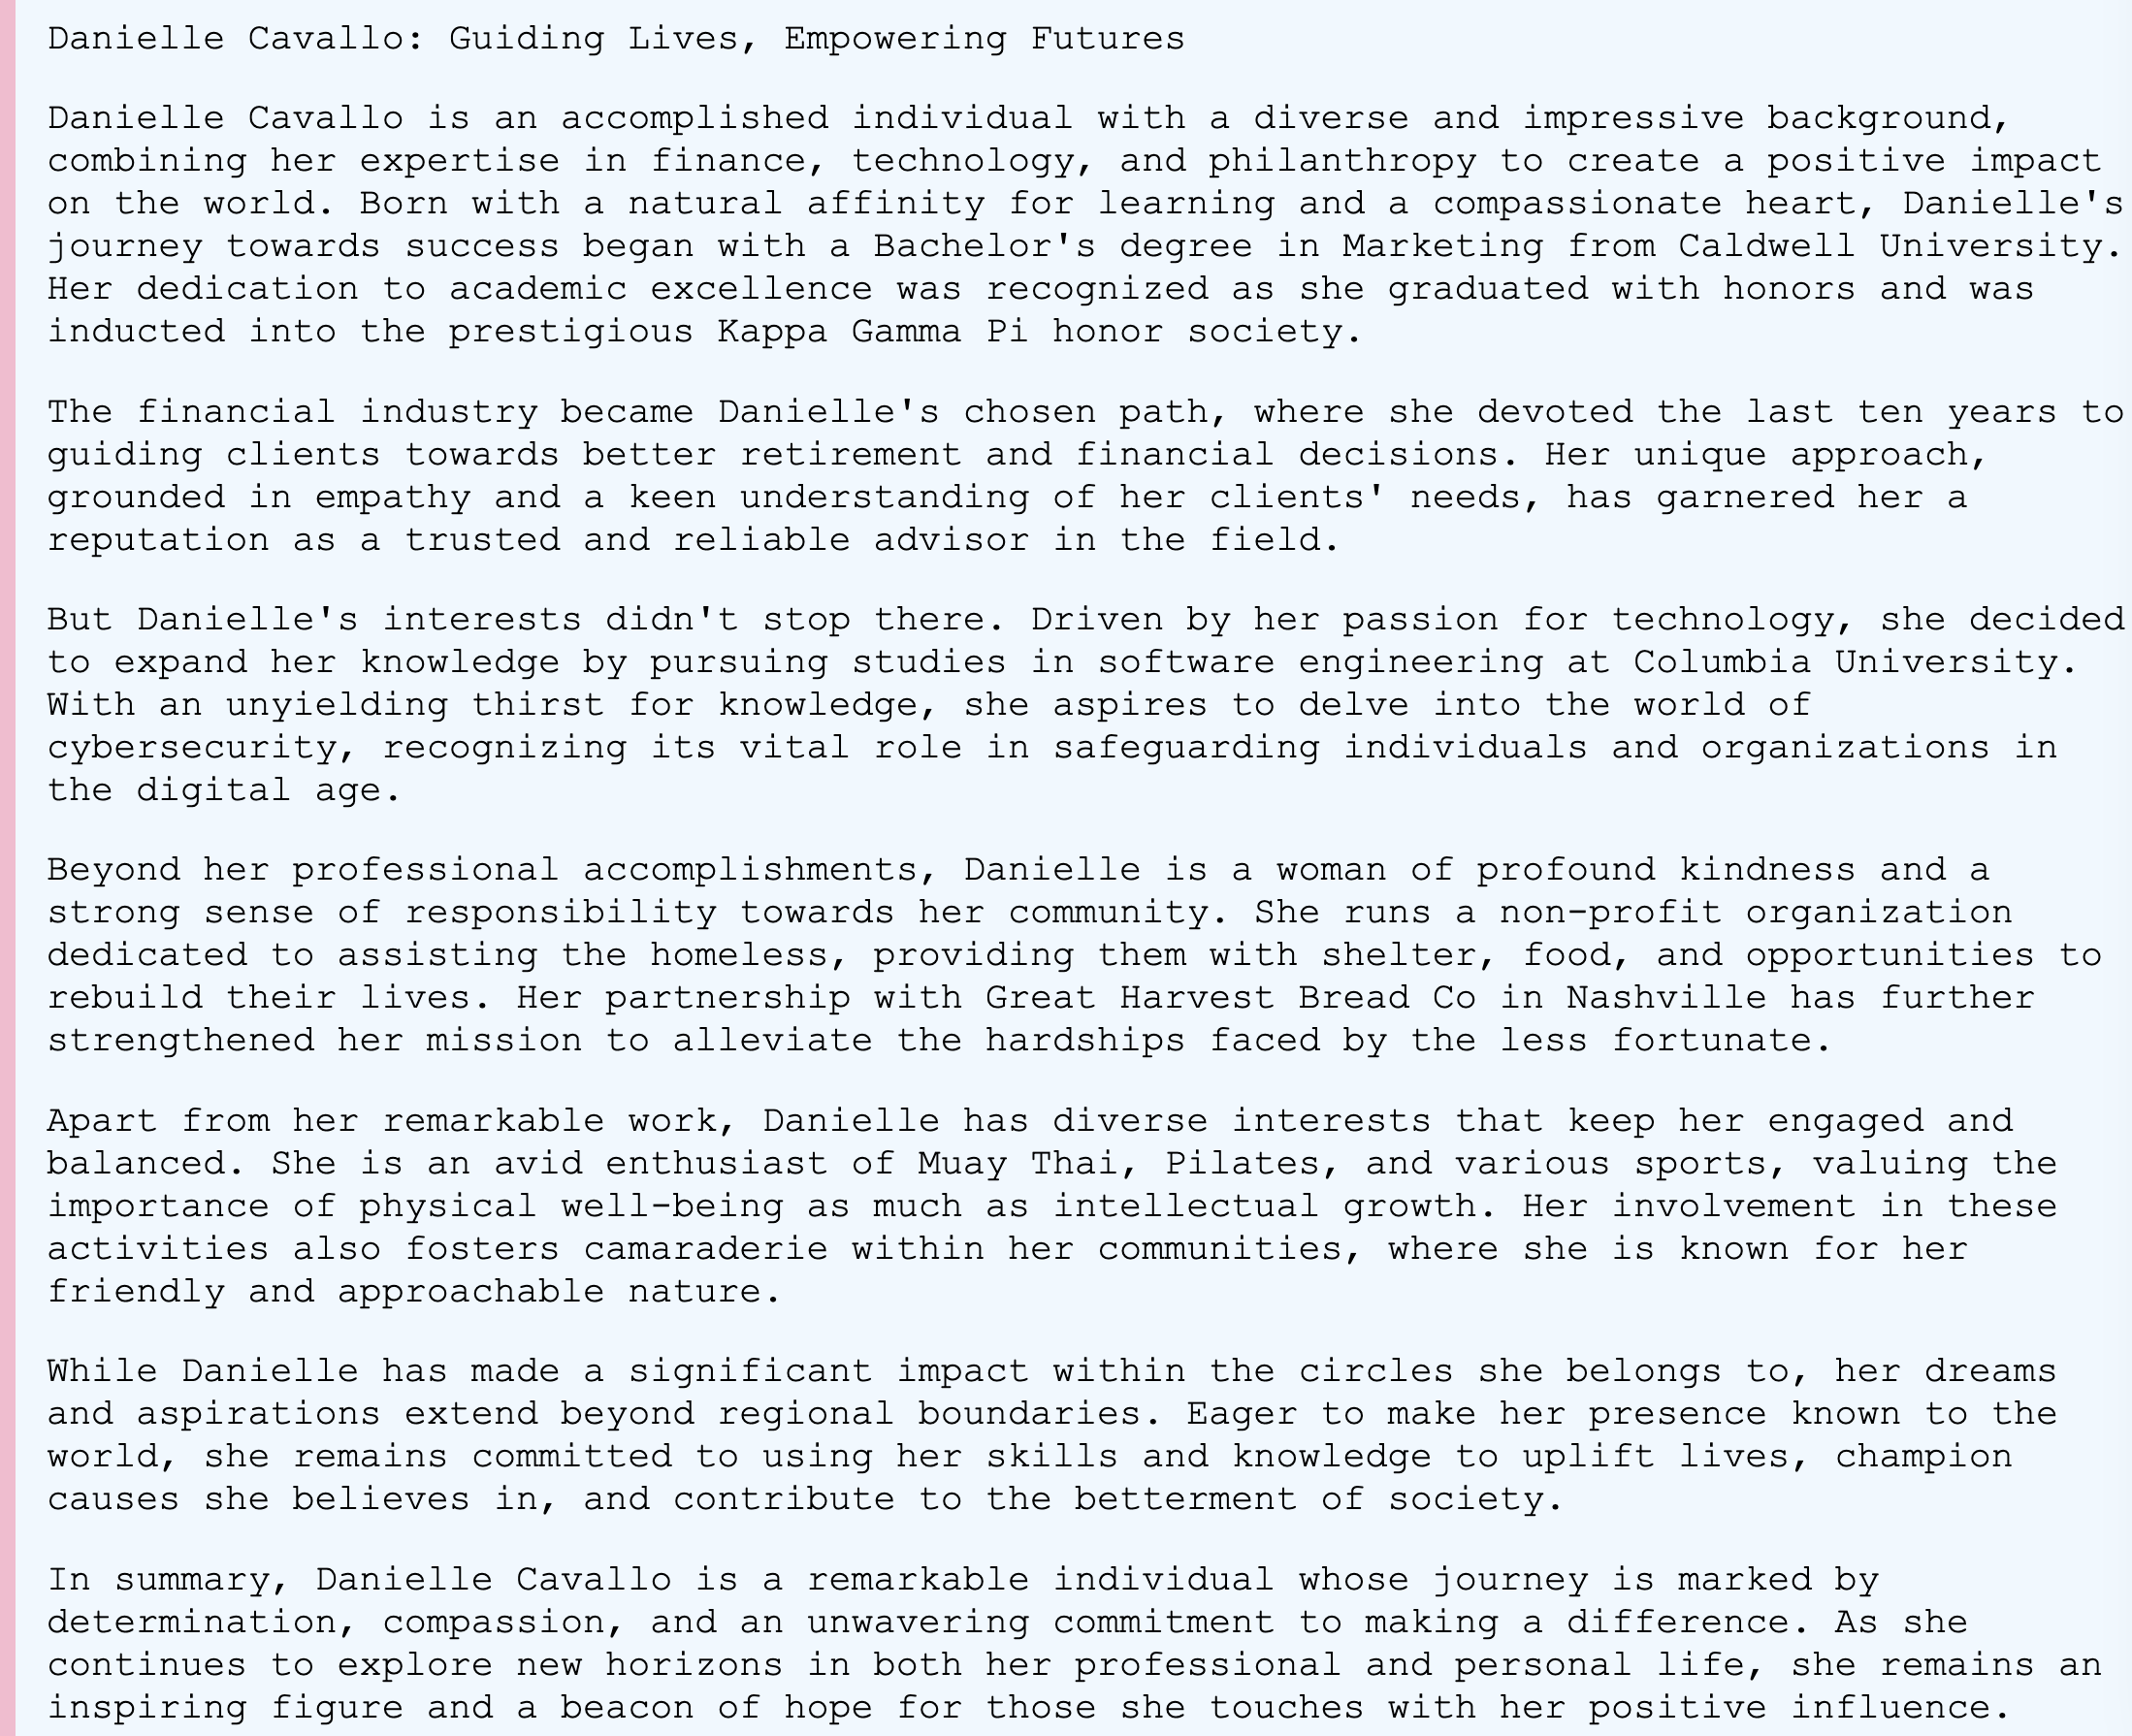 Danielle Cavallo: Guiding Lives, Empowering Futures
Danielle Cavallo is an accomplished individual with a diverse and impressive background,
combining her expertise in finance, technology, and philanthropy to create a positive impact
on the world. Born with a natural affinity for learning and a compassionate heart, Danielle's
journey towards success began with a Bachelor's degree in Marketing from Caldwell University.
Her dedication to academic excellence was recognized as she graduated with honors and was
inducted into the prestigious Kappa Gamma Pi honor society.
The financial industry became Danielle's chosen path, where she devoted the last ten years to
guiding clients towards better retirement and financial decisions. Her unique approach,
grounded in empathy and a keen understanding of her clients' needs, has garnered her a
reputation as a trusted and reliable advisor in the field.
But Danielle's interests didn't stop there. Driven by her passion for technology, she decided
to expand her knowledge by pursuing studies in software engineering at Columbia University.
With an unyielding thirst for knowledge, she aspires to delve into the world of
cybersecurity, recognizing its vital role in safeguarding individuals and organizations in
the digital age.
Beyond her professional accomplishments, Danielle is a woman of profound kindness and a
strong sense of responsibility towards her community. She runs a non-profit organization
dedicated to assisting the homeless, providing them with shelter, food, and opportunities to
rebuild their lives. Her partnership with Great Harvest Bread Co in Nashville has further
strengthened her mission to alleviate the hardships faced by the less fortunate.
Apart from her remarkable work, Danielle has diverse interests that keep her engaged and
balanced. She is an avid enthusiast of Muay Thai, Pilates, and various sports, valuing the
importance of physical well-being as much as intellectual growth. Her involvement in these
activities also fosters camaraderie within her communities, where she is known for her
friendly and approachable nature.
While Danielle has made a significant impact within the circles she belongs to, her dreams
and aspirations extend beyond regional boundaries. Eager to make her presence known to the
world, she remains committed to using her skills and knowledge to uplift lives, champion
causes she believes in, and contribute to the betterment of society.
In summary, Danielle Cavallo is a remarkable individual whose journey is marked by
determination, compassion, and an unwavering commitment to making a difference. As she
continues to explore new horizons in both her professional and personal life, she remains an
inspiring figure and a beacon of hope for those she touches with her positive influence.